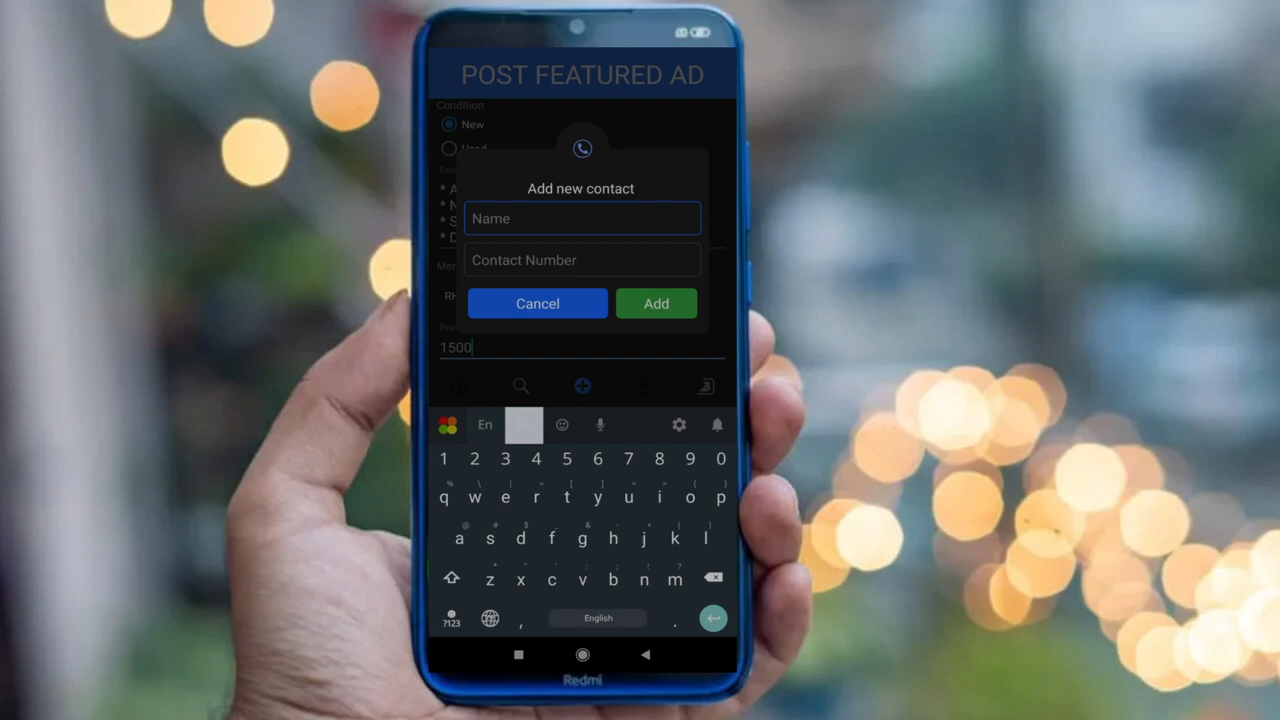 POST FEATURED AD
Condition
New
Used
Add new contact
Name
Contact Number
Cancel
Add
1500
En
1 2 3 4 5 6 7 8 9 0
% \ | = [ ] < > { }
q w e r t y u i o p
@ # $ _ & - + ( )
a s d f g h j k l
* " ' : ; ! ?
z x c v b n m
?123
,
English
.
Redmi